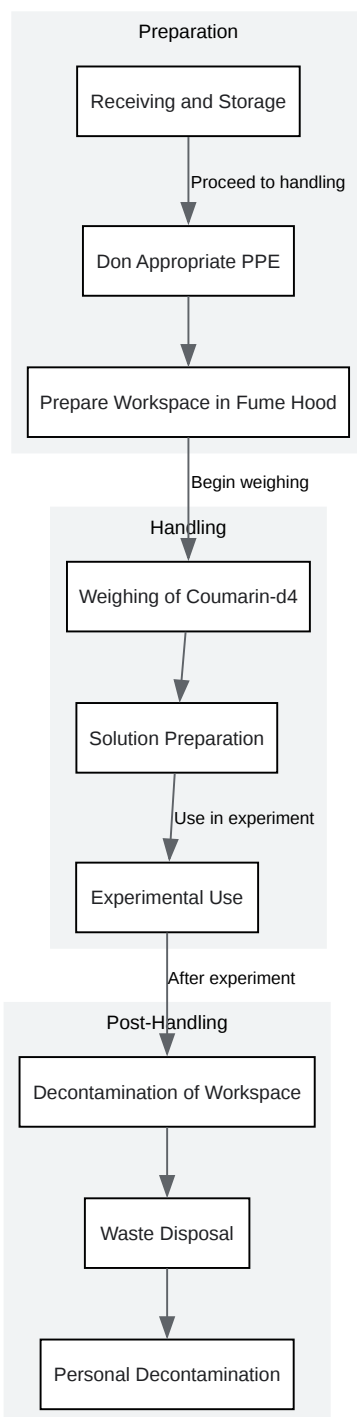 Preparation
Receiving and Storage
Proceed to handling
Don Appropriate PPE
Prepare Workspace in Fume Hood
Begin weighing
Handling
Weighing of Coumarin-d4
Solution Preparation
Use in experiment
Experimental Use
After experiment
Post-Handling
Decontamination of Workspace
Waste Disposal
Personal Decontamination